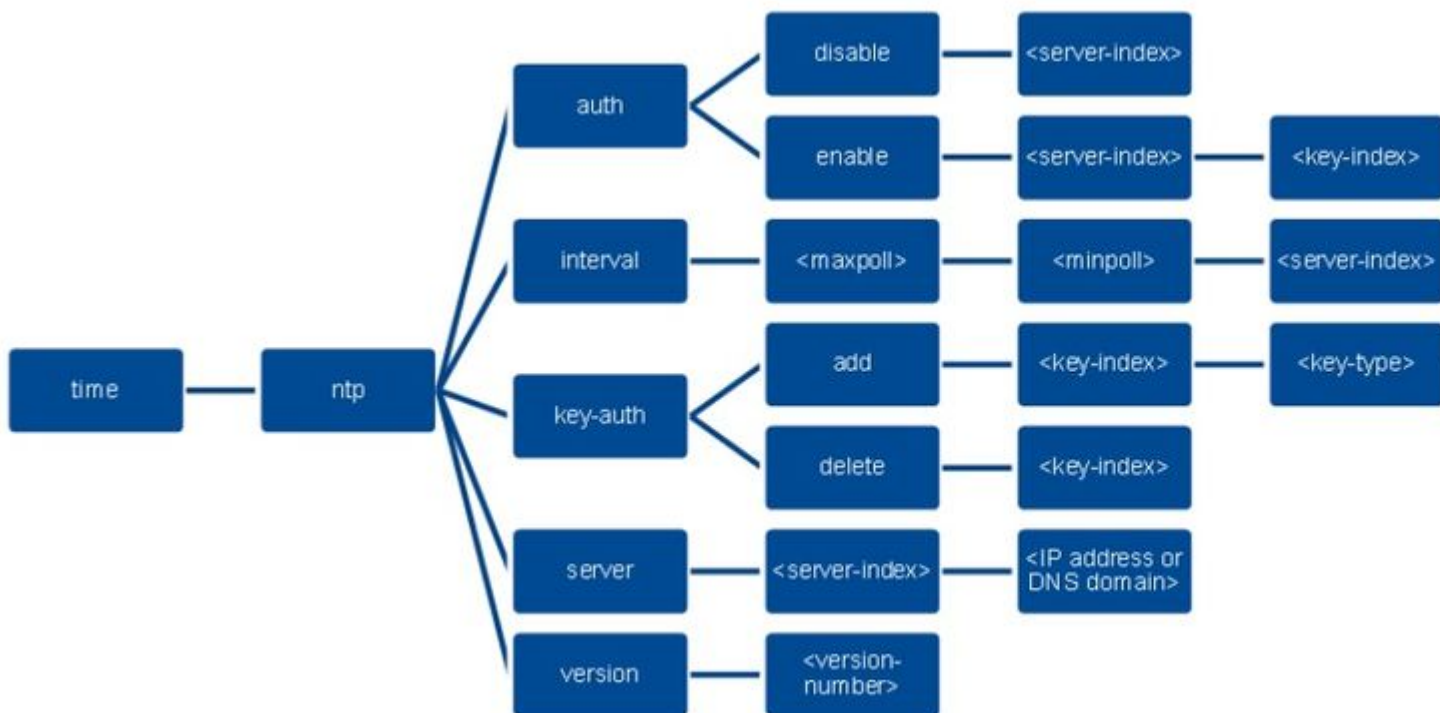 time
ntp
auth
disable
<server-index>
enable
<server-index>
<key-index>
interval
<maxpoll>
<minpoll>
<server-index>
key-auth
add
<key-index>
<key-type>
delete
<key-index>
server
<server-index>
<IP address or
DNS domain>
version
<version-
number>